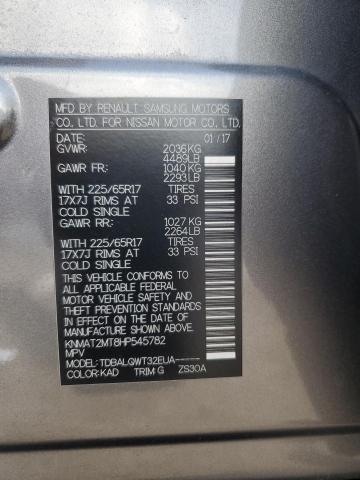 MFD BY RENAULT SAMSUNG MOTORS
CO. LTD. FOR NISSAN MOTOR CO., LTD.
DATE: 01/17
GVWR: 2036KG
4489LB
GAWR FR: 1040 KG
2293LB
WITH 225/65R17 TIRES
17X7J RIMS AT 33 PSI
COLD SINGLE
GAWR RR: 1027 KG
2264LB
WITH 225/65R17 TIRES
17X7J RIMS AT 33 PSI
COLD SINGLE
THIS VEHICLE CONFORMS TO
ALL APPLICABLE FEDERAL
MOTOR VEHICLE SAFETY, BUMPER, AND
THEFT PREVENTION STANDARDS
IN EFFECT ON THE DATE OF
MANUFACTURE SHOWN ABOVE.
KNMAT2MT8HP545782
MPV
MODEL: TDBALGWT32EUA-----
COLOR:KAD TRIM:G ZS30A